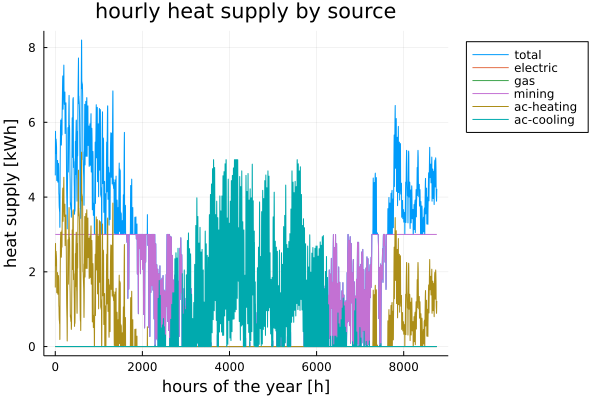 hourly heat supply by source
heat supply [kWh]
8
6
4
2
0
0 2000 4000 6000 8000
hours of the year [h]
total
electric
gas
mining
ac-heating
ac-cooling